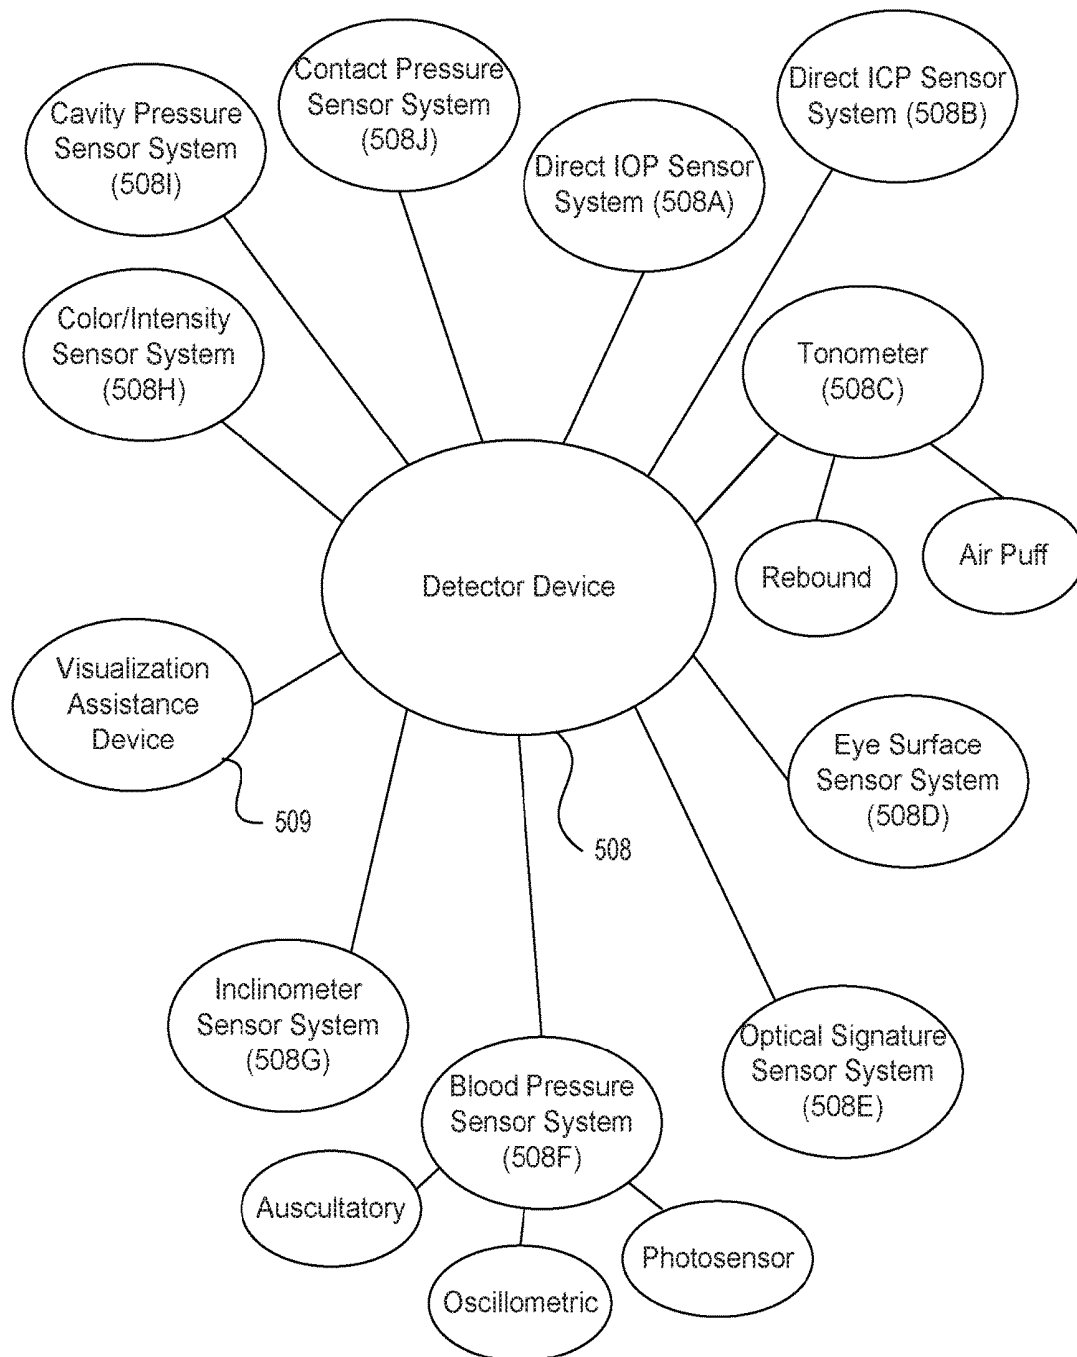 Contact Pressure
Sensor System
(508J)
Direct ICP Sensor
System (508B)
Cavity Pressure
Sensor System
(508I)
Direct IOP Sensor
System (508A)
Color/Intensity
Sensor System
(508H)
Tonometer
(508C)
Rebound
Air Puff
Detector Device
Visualization
Assistance
Device
509
508
Eye Surface
Sensor System
(508D)
Inclinometer
Sensor System
(508G)
Optical Signature
Sensor System
(508E)
Blood Pressure
Sensor System
(508F)
Auscultatory
Oscillometric
Photosensor